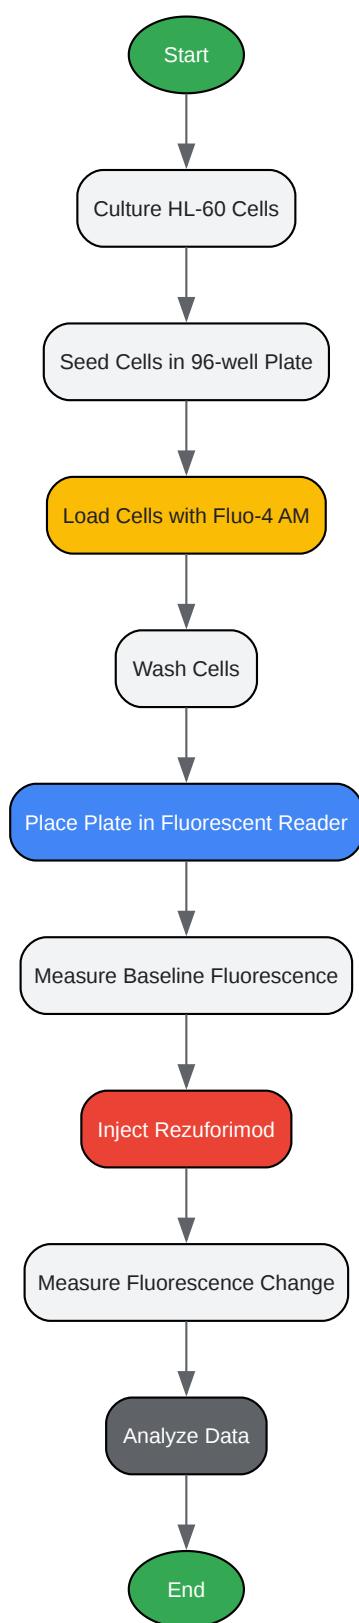 Start
Culture HL-60 Cells
Seed Cells in 96-well Plate
Load Cells with Fluo-4 AM
Wash Cells
Place Plate in Fluorescent Reader
Measure Baseline Fluorescence
Inject Rezuforimod
Measure Fluorescence Change
Analyze Data
End